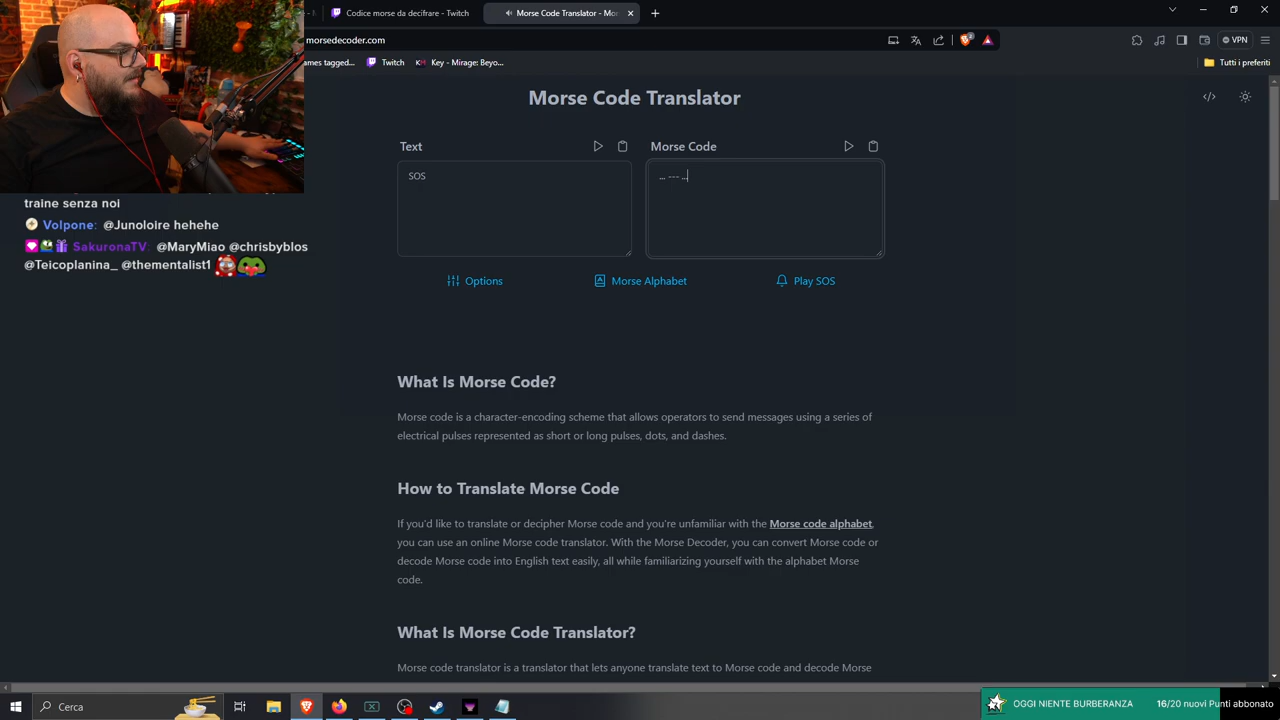 Codice morse da decifrare - Twitch
Morse Code Translator - Mor
morsedecoder.com
VPN
ames tagged...
Twitch
Key - Mirage: Beyo...
Tutti i preferiti
Morse Code Translator
Text
Morse Code
SOS
... --- ...
Options
Morse Alphabet
Play SOS
traine senza noi
Volpone: @Junoloire hehehe
SakuronaTV: @MaryMiao @chrisbyblos
@Teicoplanina_ @thementalist1
What Is Morse Code?
Morse code is a character-encoding scheme that allows operators to send messages using a series of
electrical pulses represented as short or long pulses, dots, and dashes.
How to Translate Morse Code
If you'd like to translate or decipher Morse code and you're unfamiliar with the Morse code alphabet,
you can use an online Morse code translator. With the Morse Decoder, you can convert Morse code or
decode Morse code into English text easily, all while familiarizing yourself with the alphabet Morse
code.
What Is Morse Code Translator?
Morse code translator is a translator that lets anyone translate text to Morse code and decode Morse
Cerca
OGGI NIENTE BURBERANZA
16/20 nuovi Punti abbonato